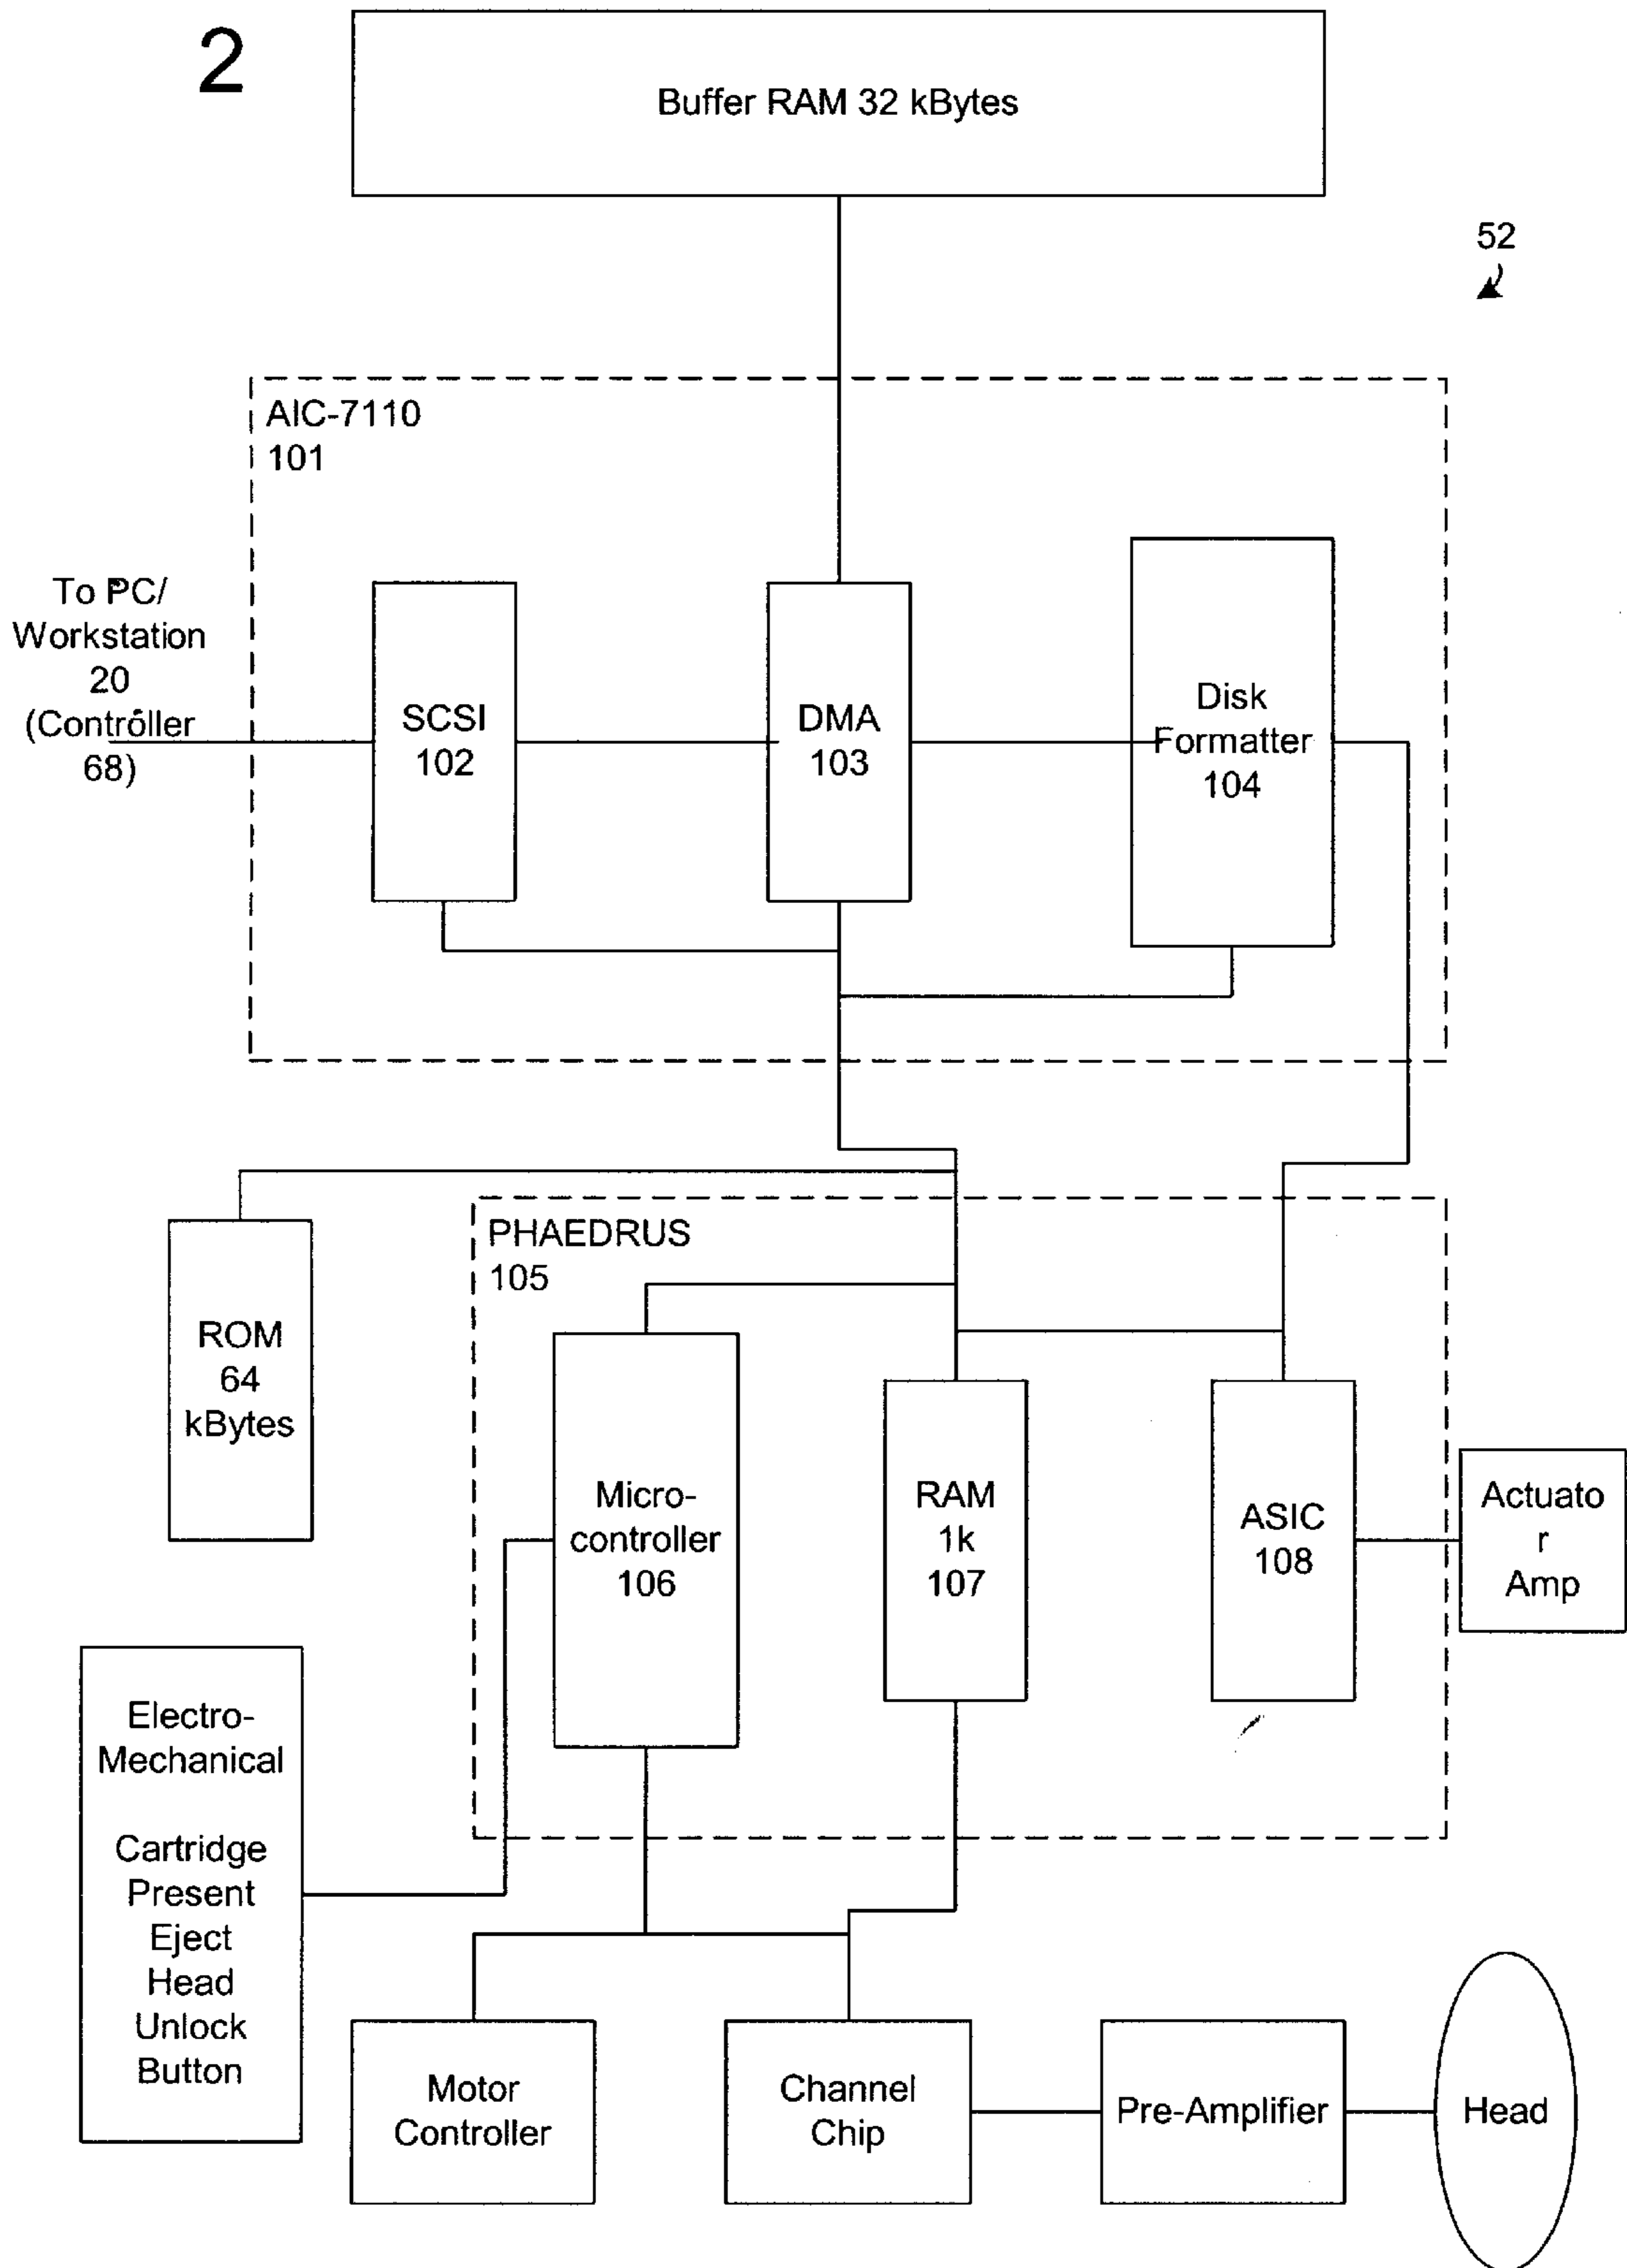 2
Buffer RAM 32 kBytes
52
AIC-7110
101
To PC/
Workstation
20
(Controller
68)
SCSI
102
DMA
103
Disk
Formatter
104
PHAEDRUS
105
ROM
64
kBytes
Micro-
controller
106
RAM
1k
107
ASIC
108
Actuato
r
Amp
Electro-
Mechanical
Cartridge
Present
Eject
Head
Unlock
Button
Motor
Controller
Channel
Chip
Pre-Amplifier
Head